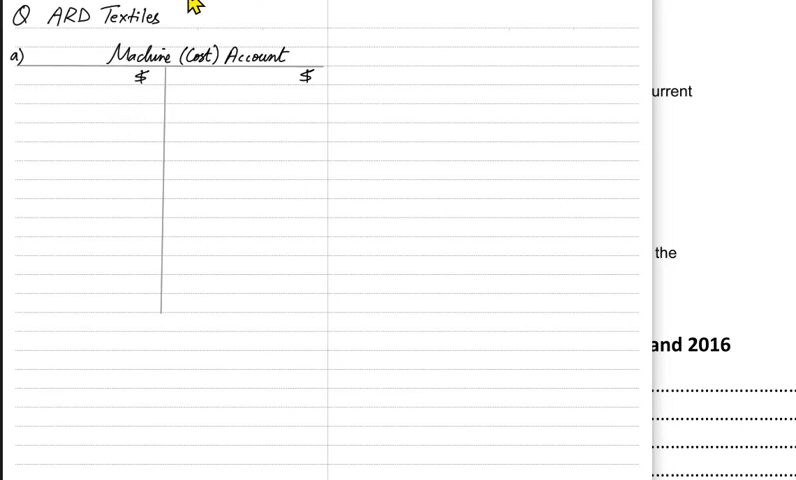 Q ARD Textiles
a) Machine (Cost) Account
$ $
urrent
the
and 2016